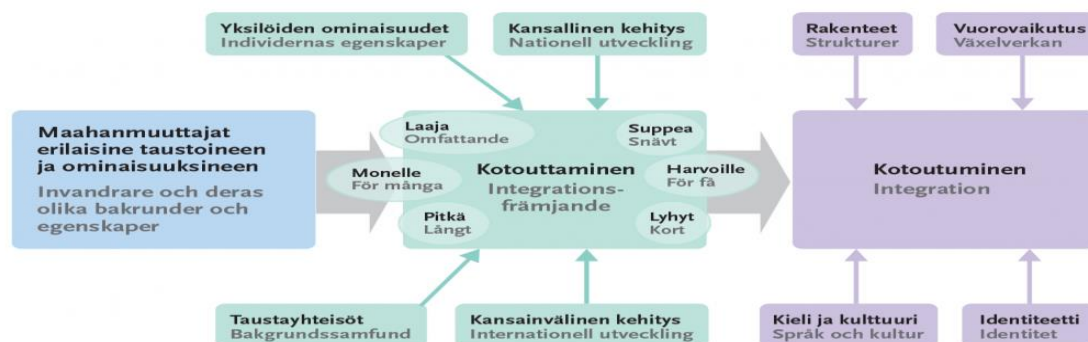 Yksilöiden ominaisuudet
Individernas egenskaper
Kansallinen kehitys
Nationell utveckling
Rakenteet
Strukturer
Vuorovaikutus
Växelverkan
Maahanmuuttajat
erilaisine taustoineen
ja ominaisuuksineen
Invandrare och deras
olika bakrunder och
egenskaper
Laaja
Omfattande
Suppea
Snävt
Monelle
För många
Kotouttaminen
Integrations-
främjande
Harvoille
För få
Pitkä
Långt
Lyhyt
Kort
Kotoutuminen
Integration
Taustayhteisöt
Bakgrundssamfund
Kansainvälinen kehitys
Internationell utveckling
Kieli ja kulttuuri
Språk och kultur
Identiteetti
Identitet